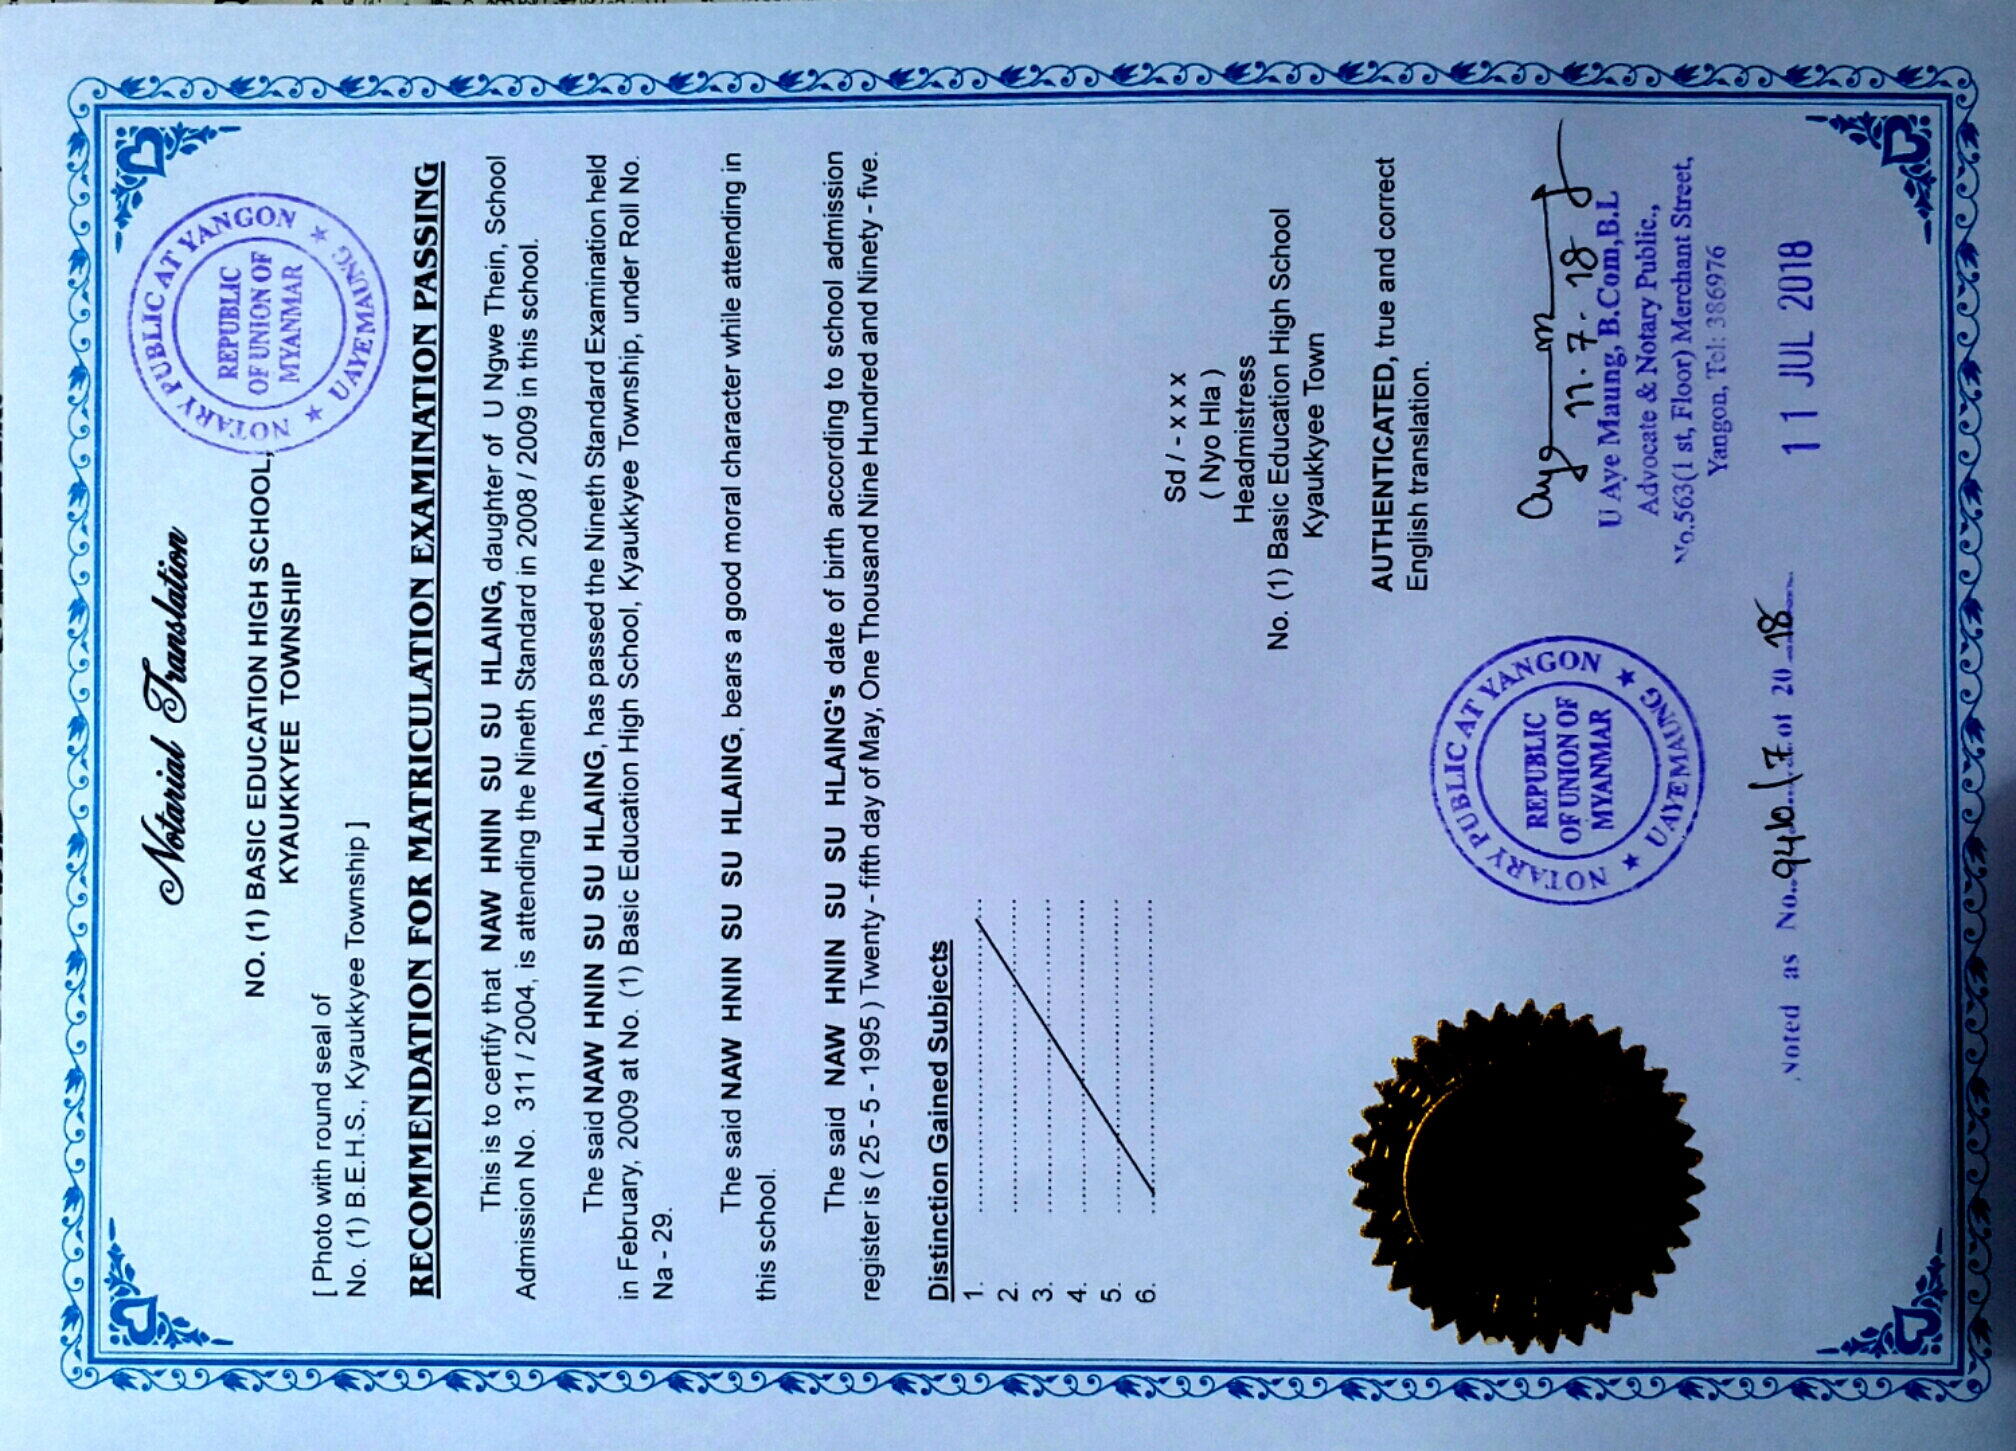 Notarial Translation
NO. (1) BASIC EDUCATION HIGH SCHOOL,
KYAUKKYEE TOWNSHIP
NOTARY PUBLIC AT YANGON
REPUBLIC
OF UNION OF
MYANMAR
U AYE MAUNG
[ Photo with round seal of
No. (1) B.E.H.S., Kyaukkyee Township ]
RECOMMENDATION FOR MATRICULATION EXAMINATION PASSING
This is to certify that NAW HNIN SU SU HLAING, daughter of U Ngwe Thein, School
Admission No. 311 / 2004, is attending the Nineth Standard in 2008 / 2009 in this school.
The said NAW HNIN SU SU HLAING, has passed the Nineth Standard Examination held
in February, 2009 at No. (1) Basic Education High School, Kyaukkyee Township, under Roll No.
Na - 29.
The said NAW HNIN SU SU HLAING, bears a good moral character while attending in
this school.
The said NAW HNIN SU SU HLAING's date of birth according to school admission
register is ( 25 - 5 - 1995 ) Twenty - fifth day of May, One Thousand Nine Hundred and Ninety - five.
Distinction Gained Subjects
1. ........................................
2. ........................................
3. ........................................
4. ........................................
5. ........................................
6. ........................................
Sd / - x x x
( Nyo Hla )
Headmistress
No. (1) Basic Education High School
Kyaukkyee Town
AUTHENTICATED, true and correct
English translation.
11. 7. 18
U Aye Maung, B.Com,B.L
Advocate & Notary Public.,
No.563(1 st, Floor) Merchant Street,
Yangon, Tel: 386976
NOTARY PUBLIC AT YANGON
REPUBLIC
OF UNION OF
MYANMAR
U AYE MAUNG
Noted as No. of 20 18
11 JUL 2018